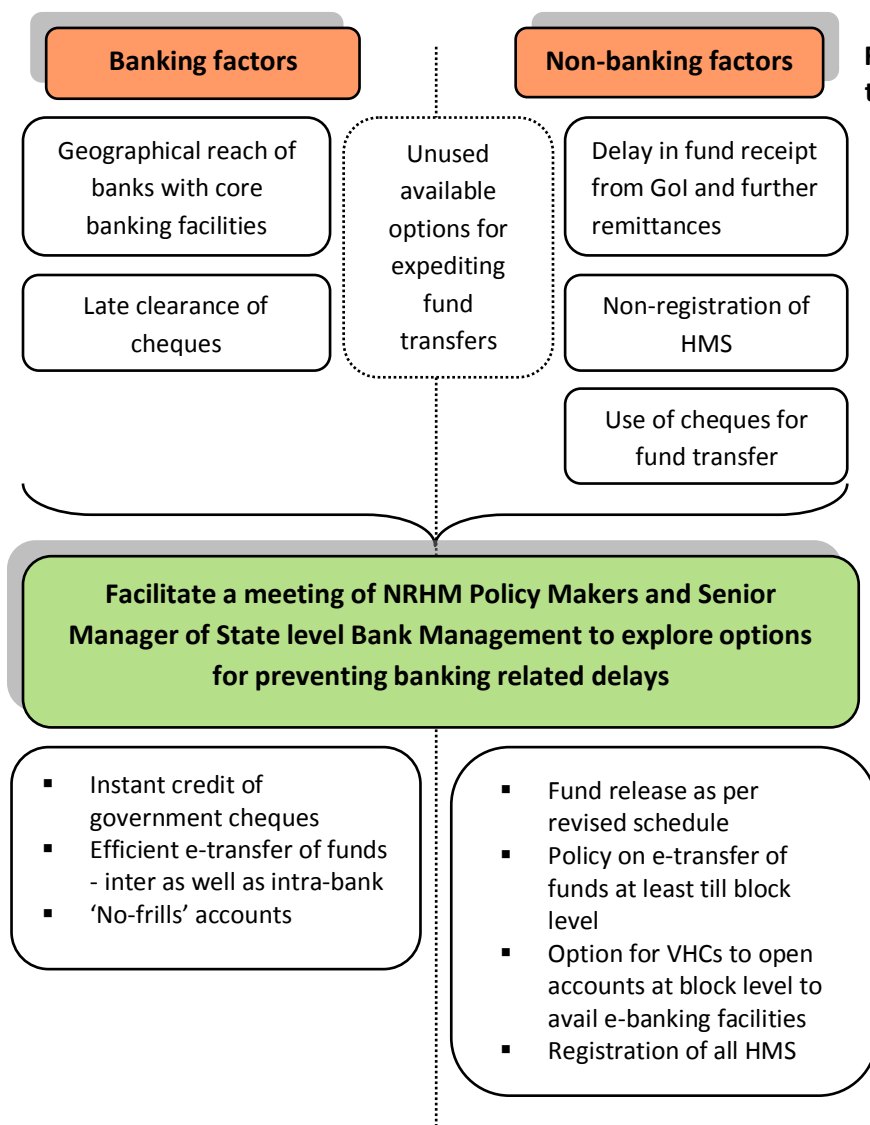 Banking factors
Non-banking factors
Geographical reach of
banks with core
banking facilities
Late clearance of
cheques
Unused
available
options for
expediting
fund
transfers
Delay in fund receipt
from GoI and further
remittances
Non-registration of
HMS
Use of cheques for
fund transfer
Facilitate a meeting of NRHM Policy Makers and Senior
Manager of State level Bank Management to explore options
for preventing banking related delays
▪ Instant credit of
government cheques
▪ Efficient e-transfer of funds
- inter as well as intra-bank
▪ ‘No-frills’ accounts
▪ Fund release as per
revised schedule
▪ Policy on e-transfer of
funds at least till block
level
▪ Option for VHCs to open
accounts at block level to
avail e-banking facilities
▪ Registration of all HMS